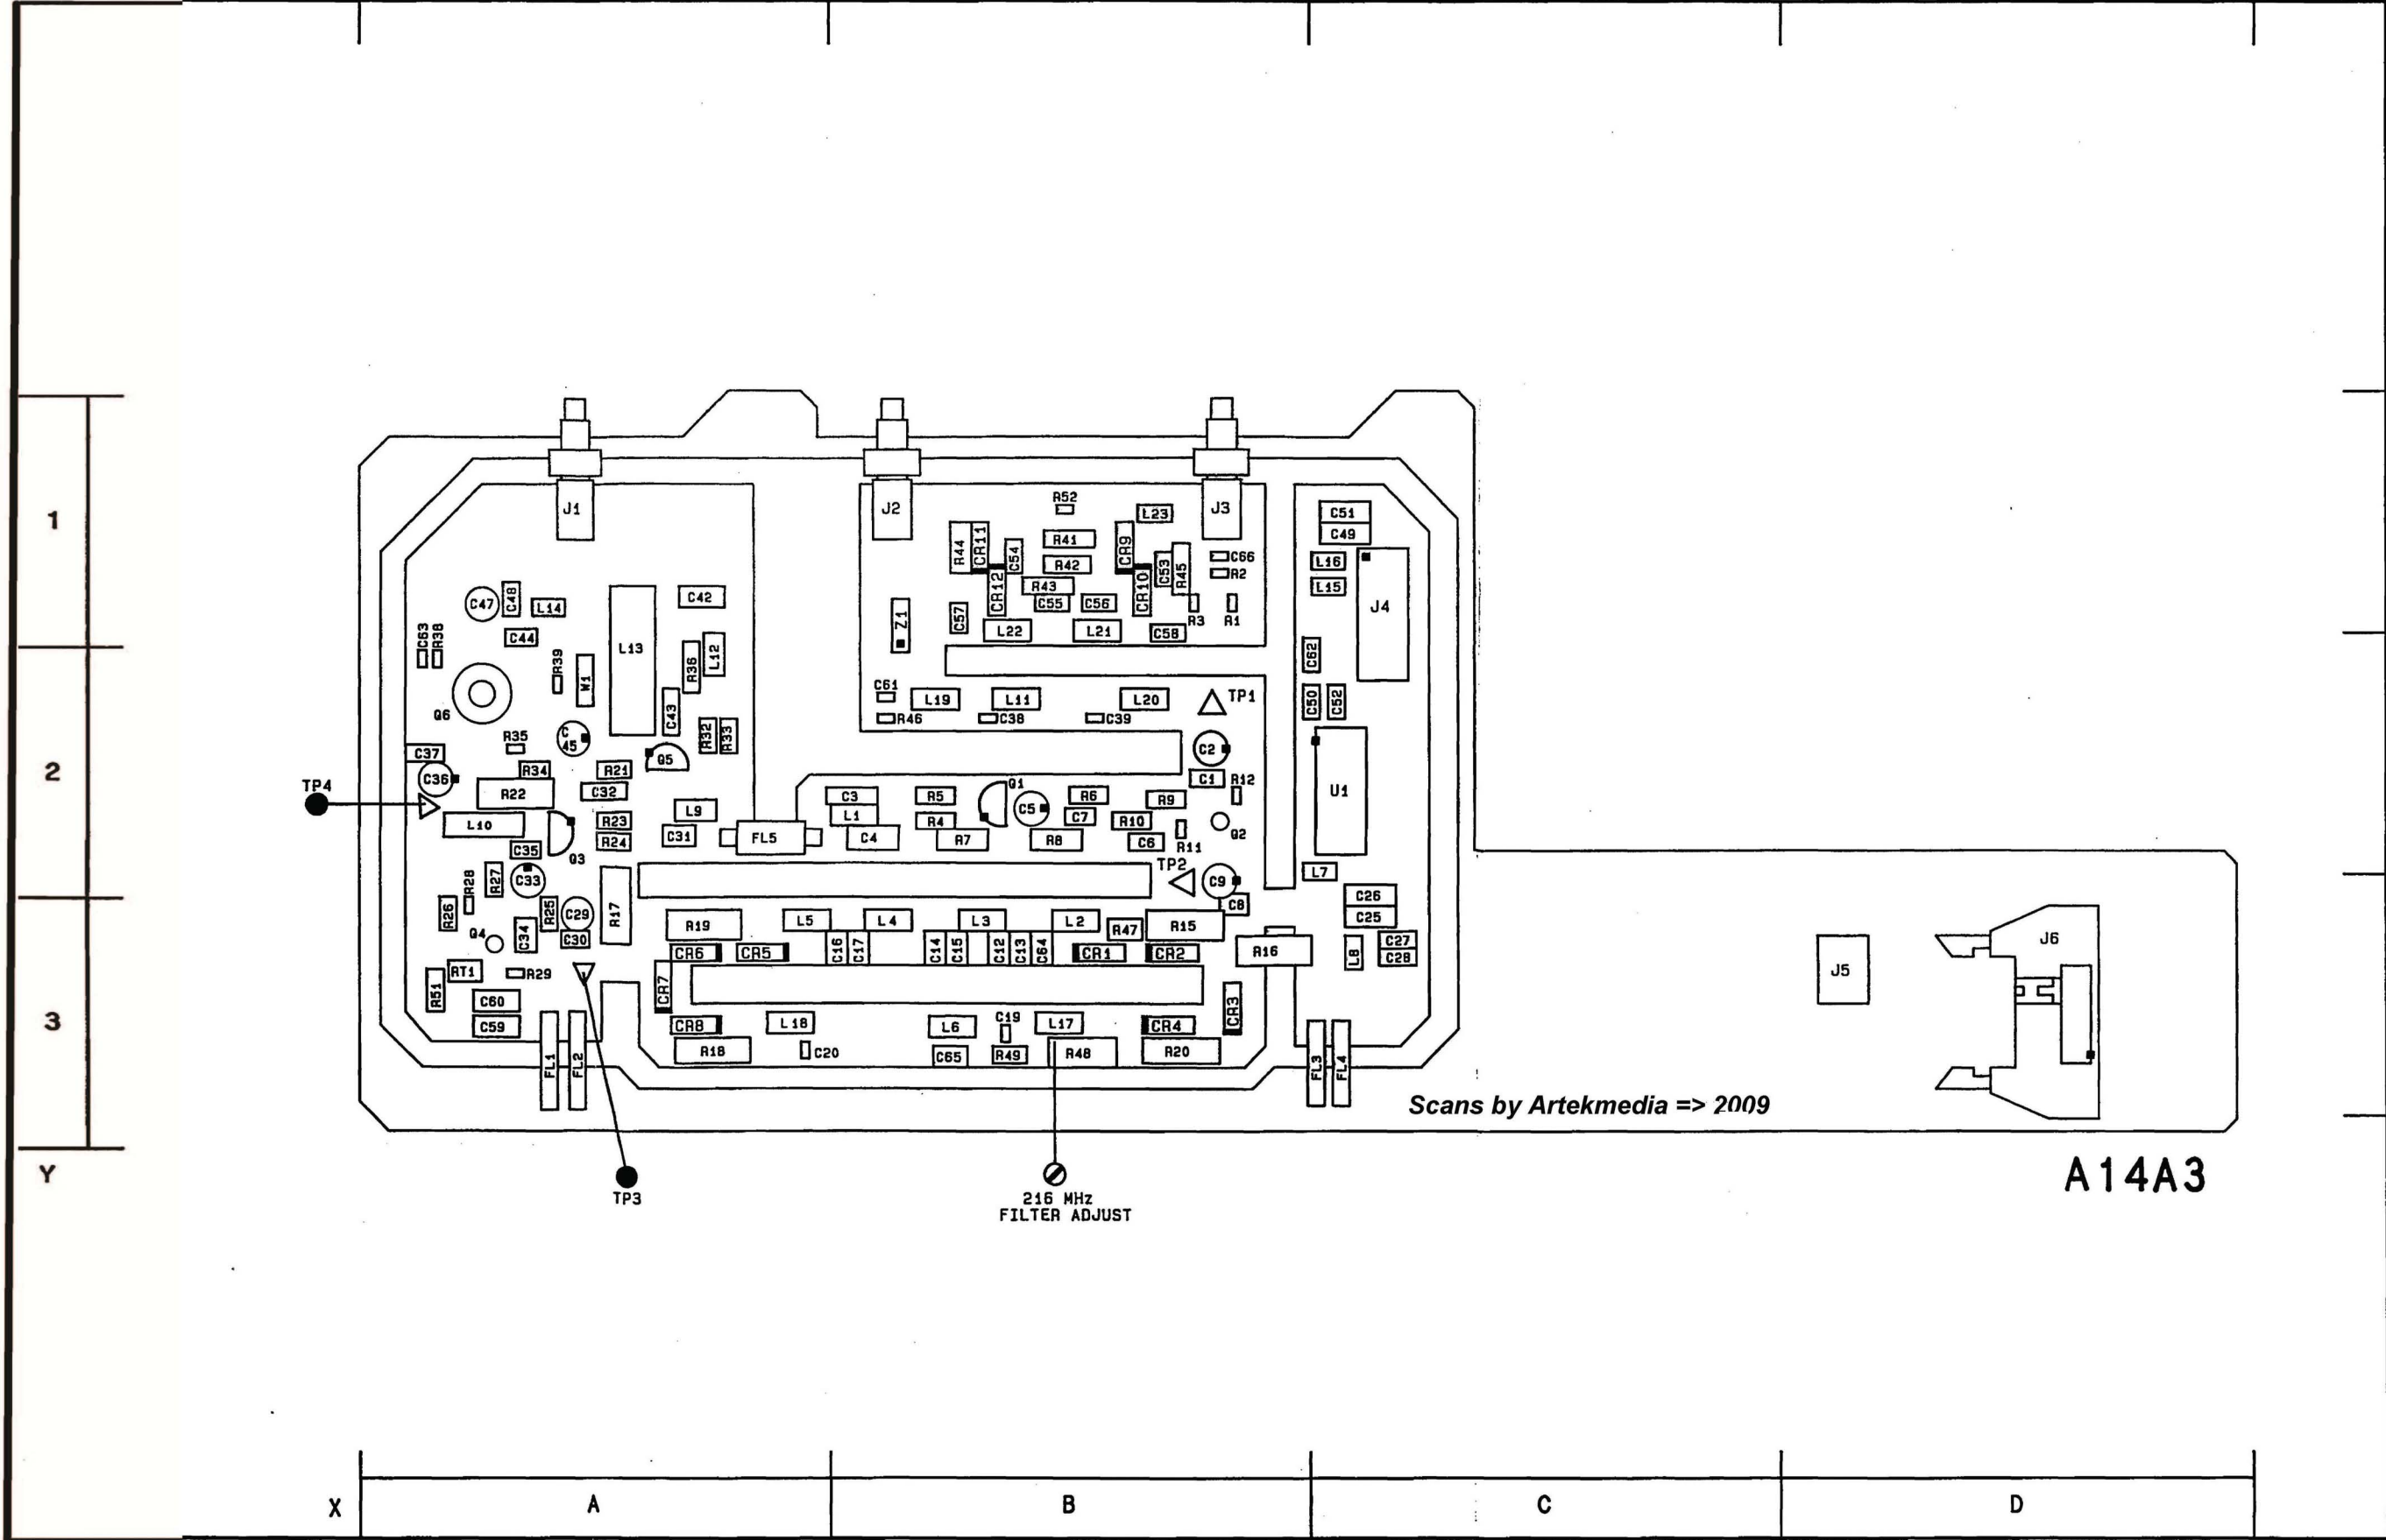 1
2
3
Y
J1
J2
J3
R52
L23
C51
C49
R44
CR11
C54
R41
CR9
R42
C53
R45
C66
R2
L16
L15
J4
CR12
R43
CR10
C55
C56
C47
C48
L14
C42
Z1
C57
R3
R1
C63
R38
C44
L13
L22
L21
C58
R39
W1
R36
L12
C62
C61
Q6
C43
L19
L11
L20
TP1
C50
C52
R46
C38
C39
R32
R33
R35
C
45
C37
Q5
C2
C36
R34
R21
C1
R12
TP4
R22
C32
C3
R5
Q1
R6
R9
U1
L9
L1
C5
C7
L10
R23
R4
R10
Q2
C31
FL5
C4
R7
R8
C6
R24
R11
C35
Q3
TP2
R28
R27
C33
C9
L7
C26
C8
R26
R25
C29
R17
L5
L4
L3
L2
C25
R19
R47
R15
Q4
C34
C30
C16
C17
C14
C15
C12
C13
C64
CR6
CR5
CR1
CR2
R16
L8
C27
C28
J6
RT1
R29
J5
R51
CR7
C60
CR3
C59
CR8
L18
L6
C19
L17
CR4
R18
C20
C65
R49
R48
R20
FL1
FL2
FL3
FL4
Scans by Artekmedia => 2009
TP3
216 MHz
FILTER ADJUST
A14A3
X
A
B
C
D